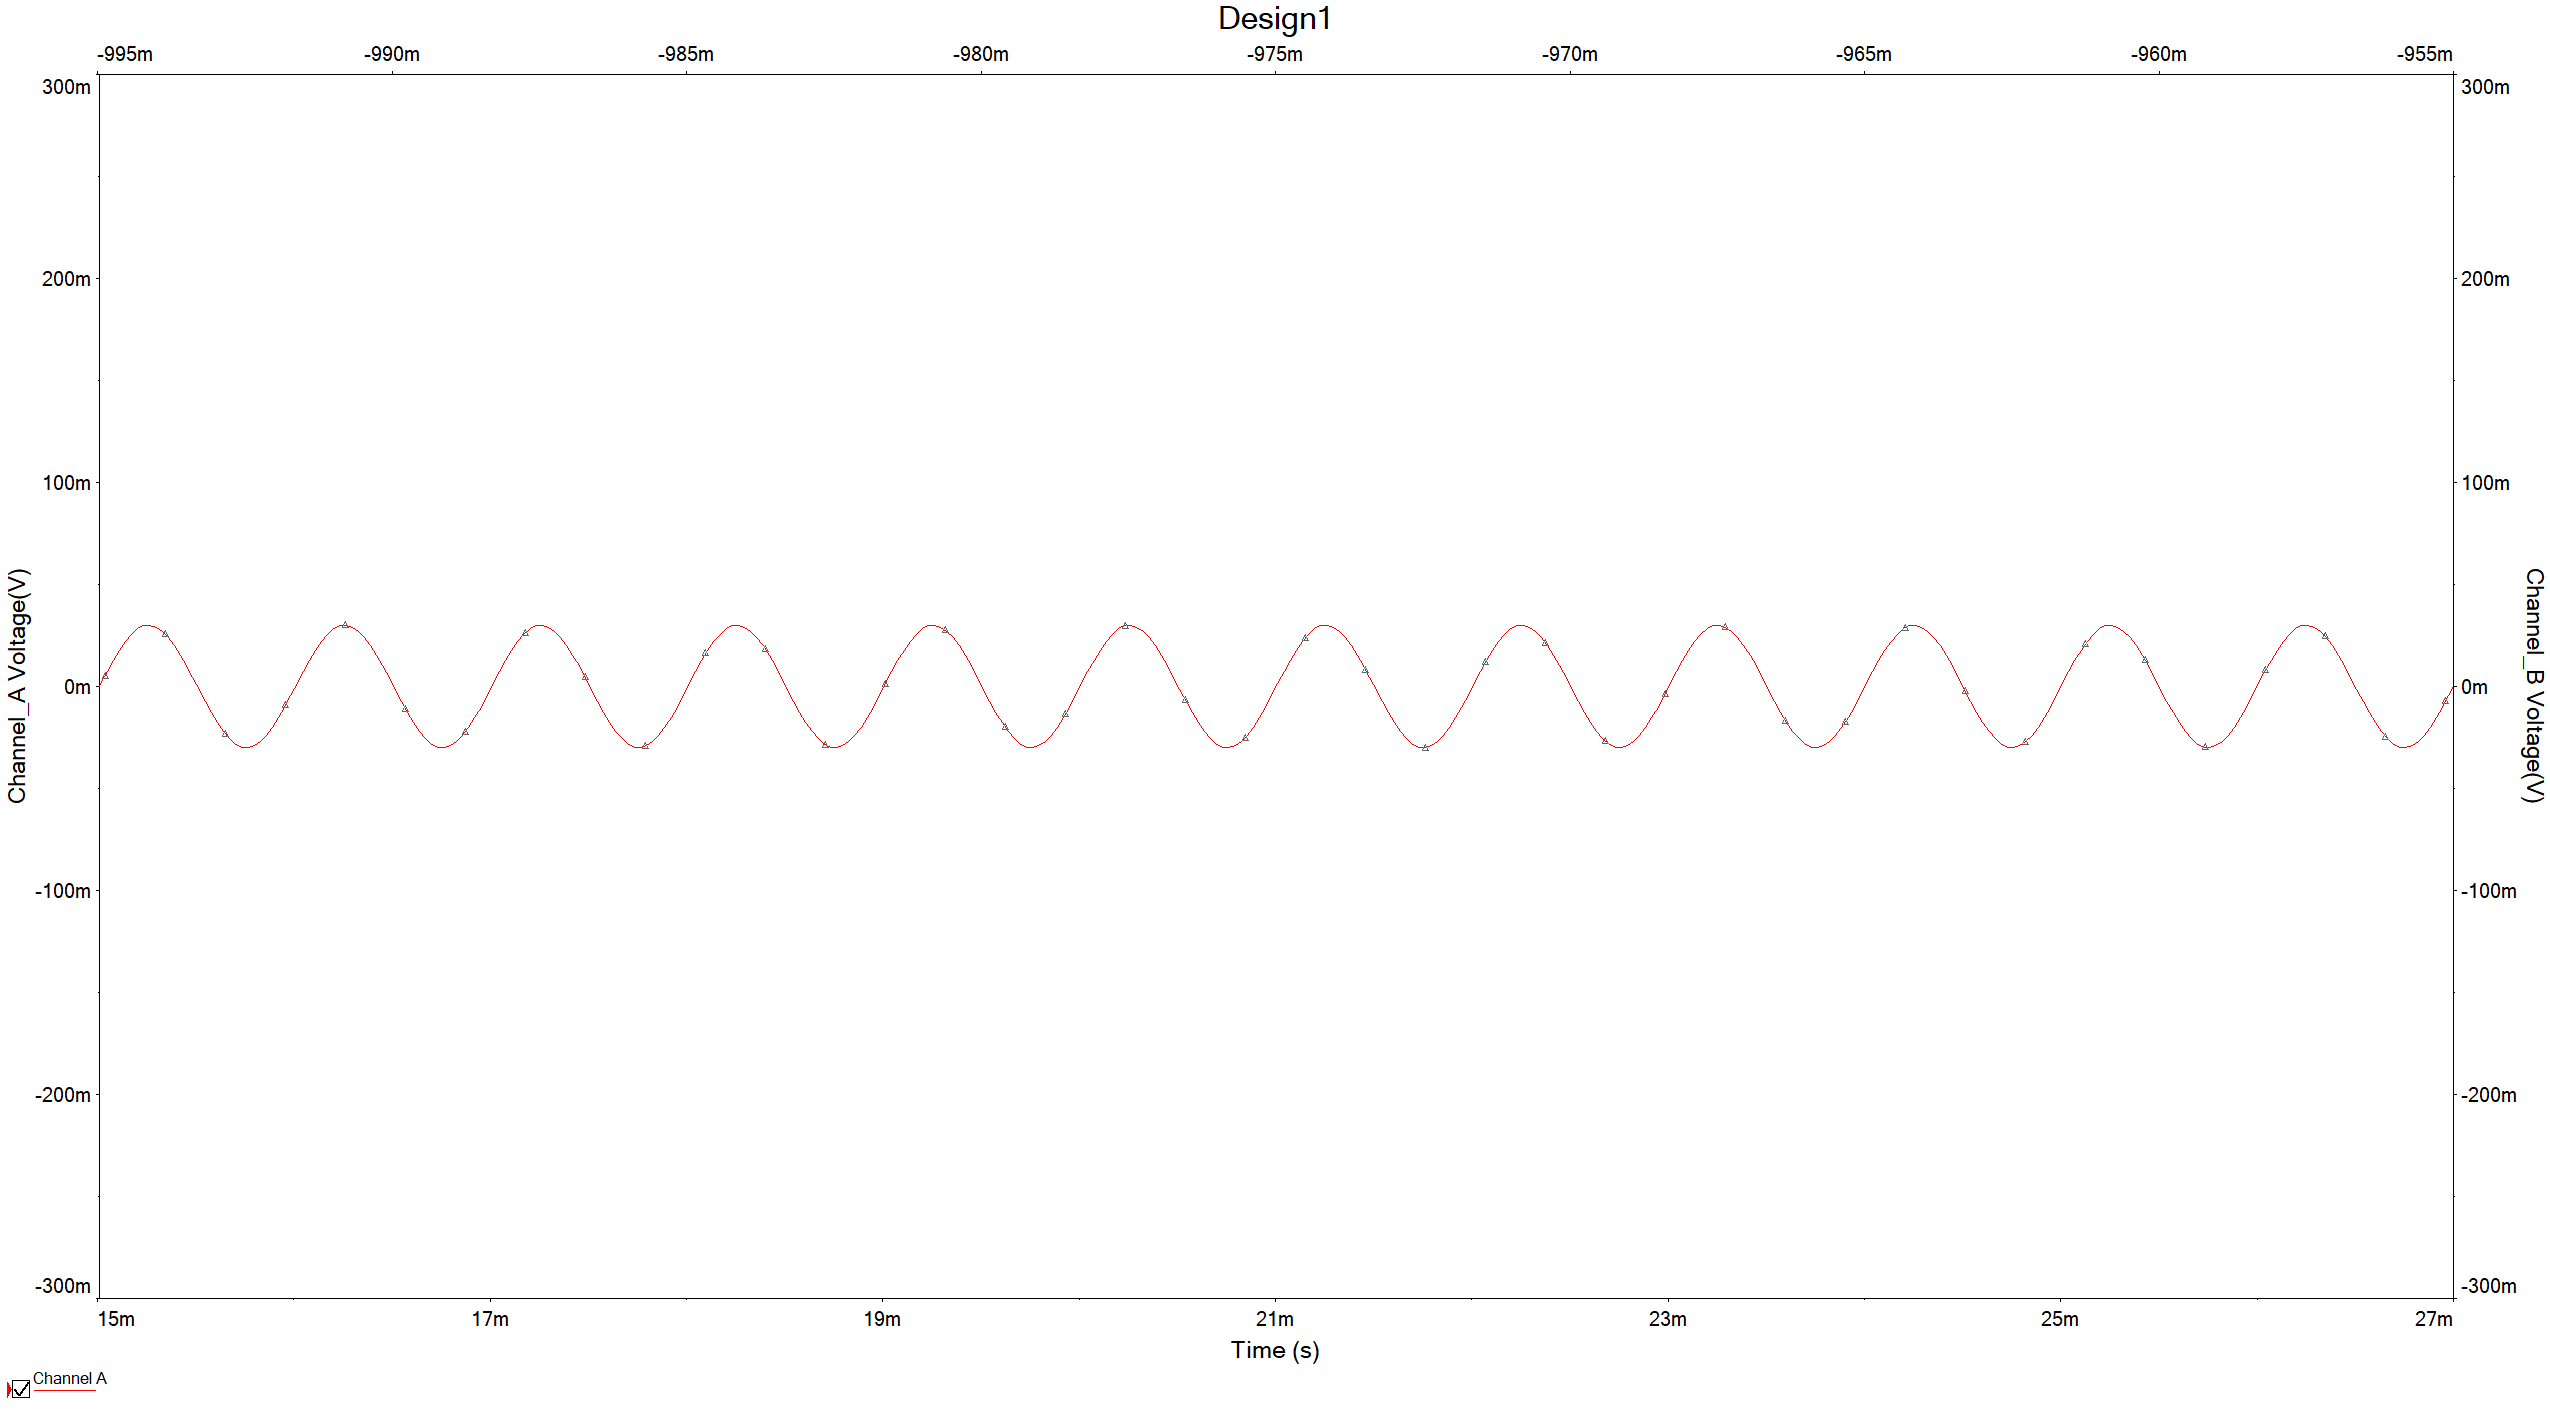 Design1
-995m -990m -985m -980m -975m -970m -965m -960m -955m
300m 300m
200m 200m
100m 100m
Channel_A Voltage(V)
0m 0m
Channel_B Voltage(V)
-100m -100m
-200m -200m
-300m -300m
15m 17m 19m 21m 23m 25m 27m
Time (s)
Channel A